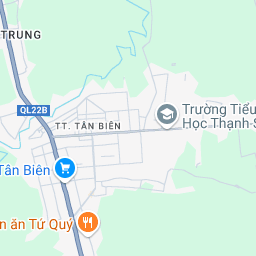 TRUNG
QL22B
TT. TÂN BIÊN
Trường Tiểu
Học Thạnh S
Tân Biên
n ăn Tứ Quý